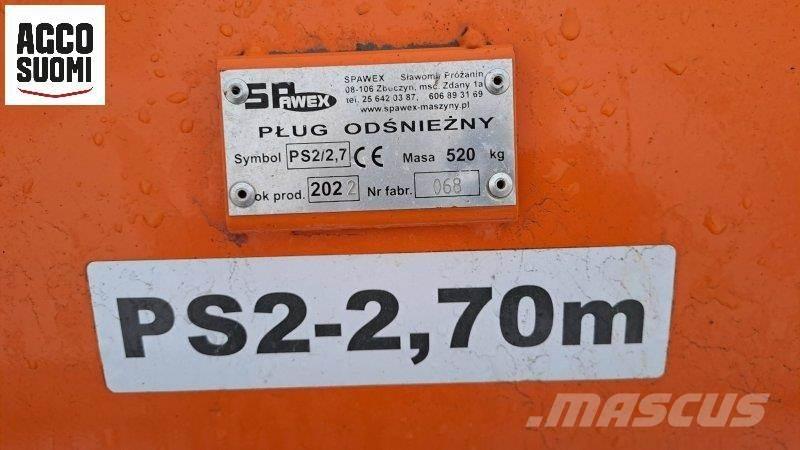 AGCO
SUOMI
SPAWEX
SPAWEX Sławomir Próżanin
08-106 Zbuczyn, msc. Zdany 1a
tel. 25 642 03 87, 606 89 31 69
www.spawex-maszyny.pl
PŁUG ODŚNIEŻNY
Symbol PS2/2,7 CE Masa 520 kg
ok prod. 2022 Nr fabr. 068
PS2-2,70m
MASCUS